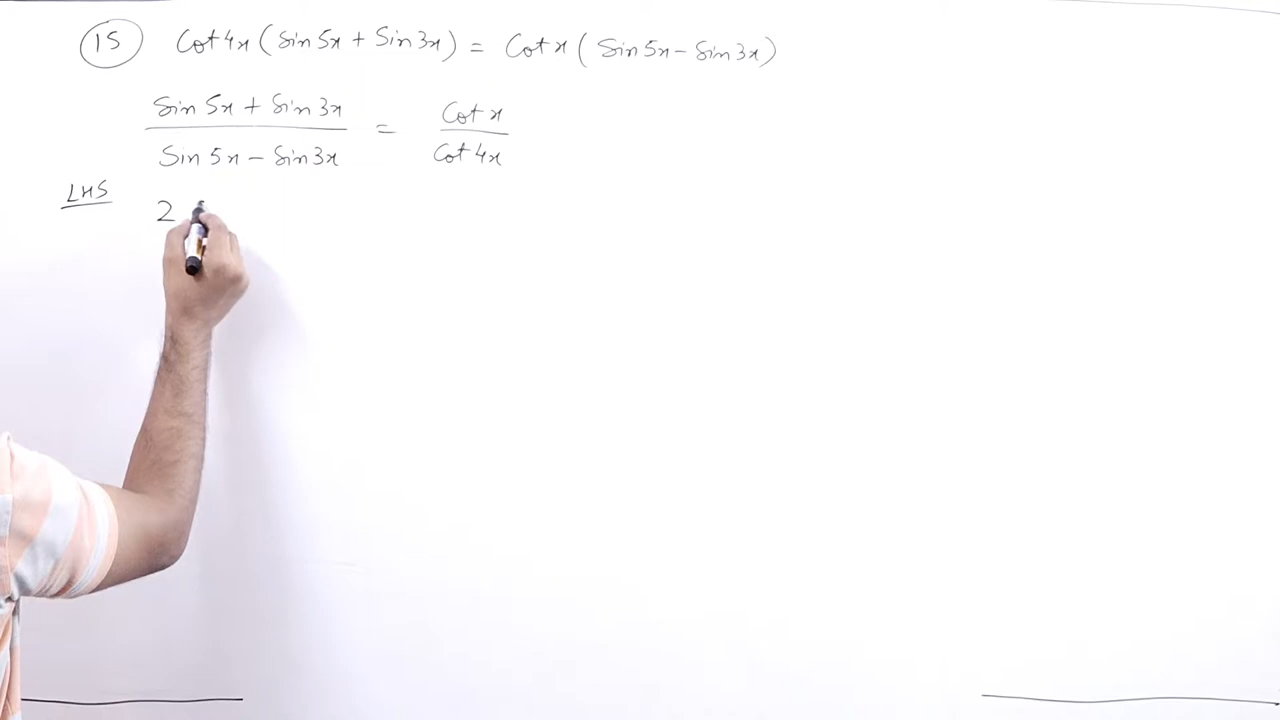 15 Cot 4x (Sin 5x + Sin 3x) = Cot x (Sin 5x - Sin 3x)
Sin 5x + Sin 3x / Sin 5x - Sin 3x = Cot x / Cot 4x
LHS 2